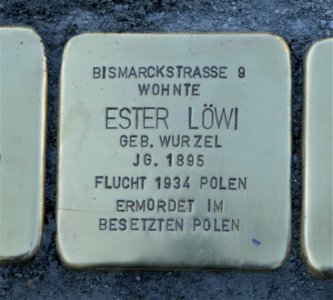 BISMARCKSTRASSE 9
WOHNTE
ESTER LÖWI
GEB. WURZEL
JG. 1895
FLUCHT 1934 POLEN
ERMORDET IM
BESETZTEN POLEN